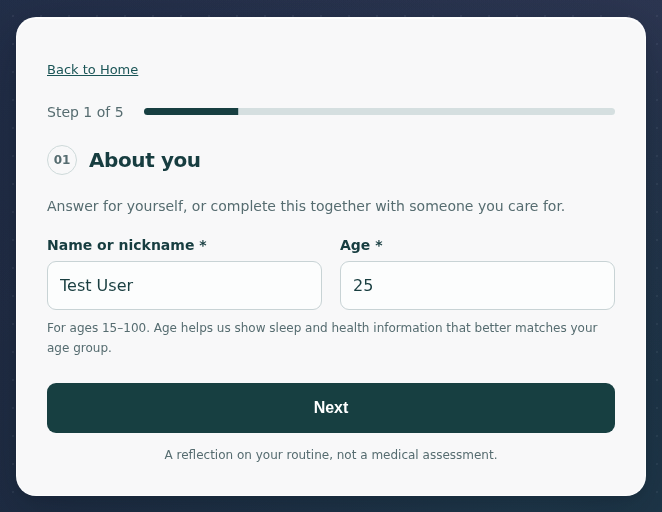 Back to Home
Step 1 of 5
01 About you
Answer for yourself, or complete this together with someone you care for.
Name or nickname * Age *
Test User 25
For ages 15–100. Age helps us show sleep and health information that better matches your
age group.
Next
A reflection on your routine, not a medical assessment.